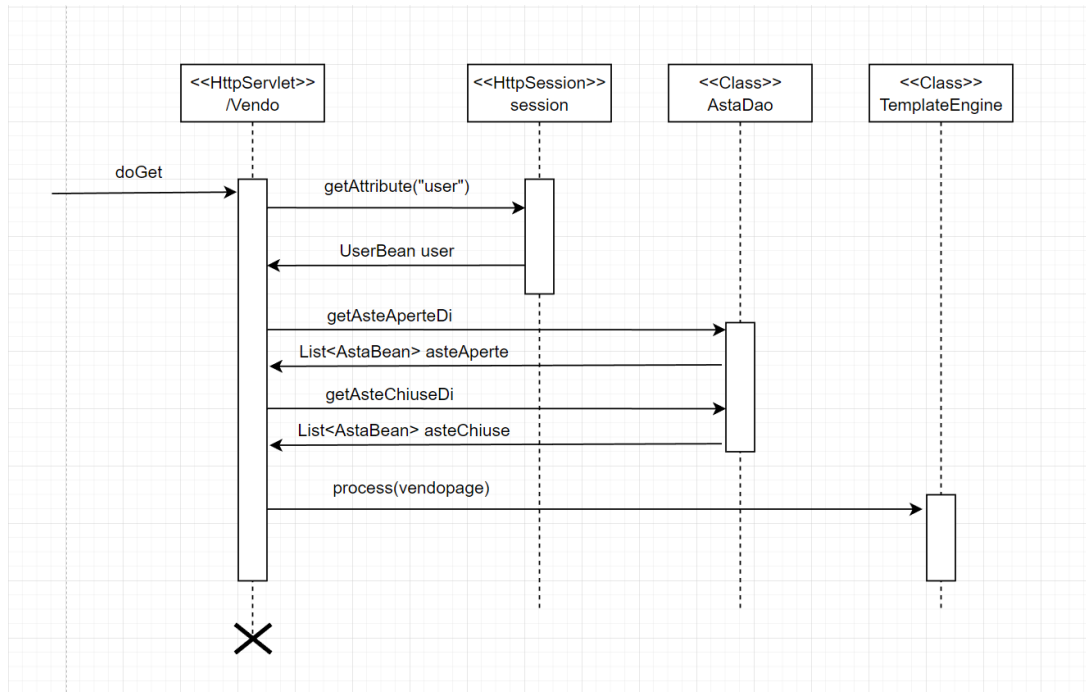 <<HttpServlet>>
/Vendo
<<HttpSession>>
session
<<Class>>
AstaDao
<<Class>>
TemplateEngine
doGet
getAttribute("user")
UserBean user
getAsteAperteDi
List<AstaBean> asteAperte
getAsteChiuseDi
List<AstaBean> asteChiuse
process(vendopage)